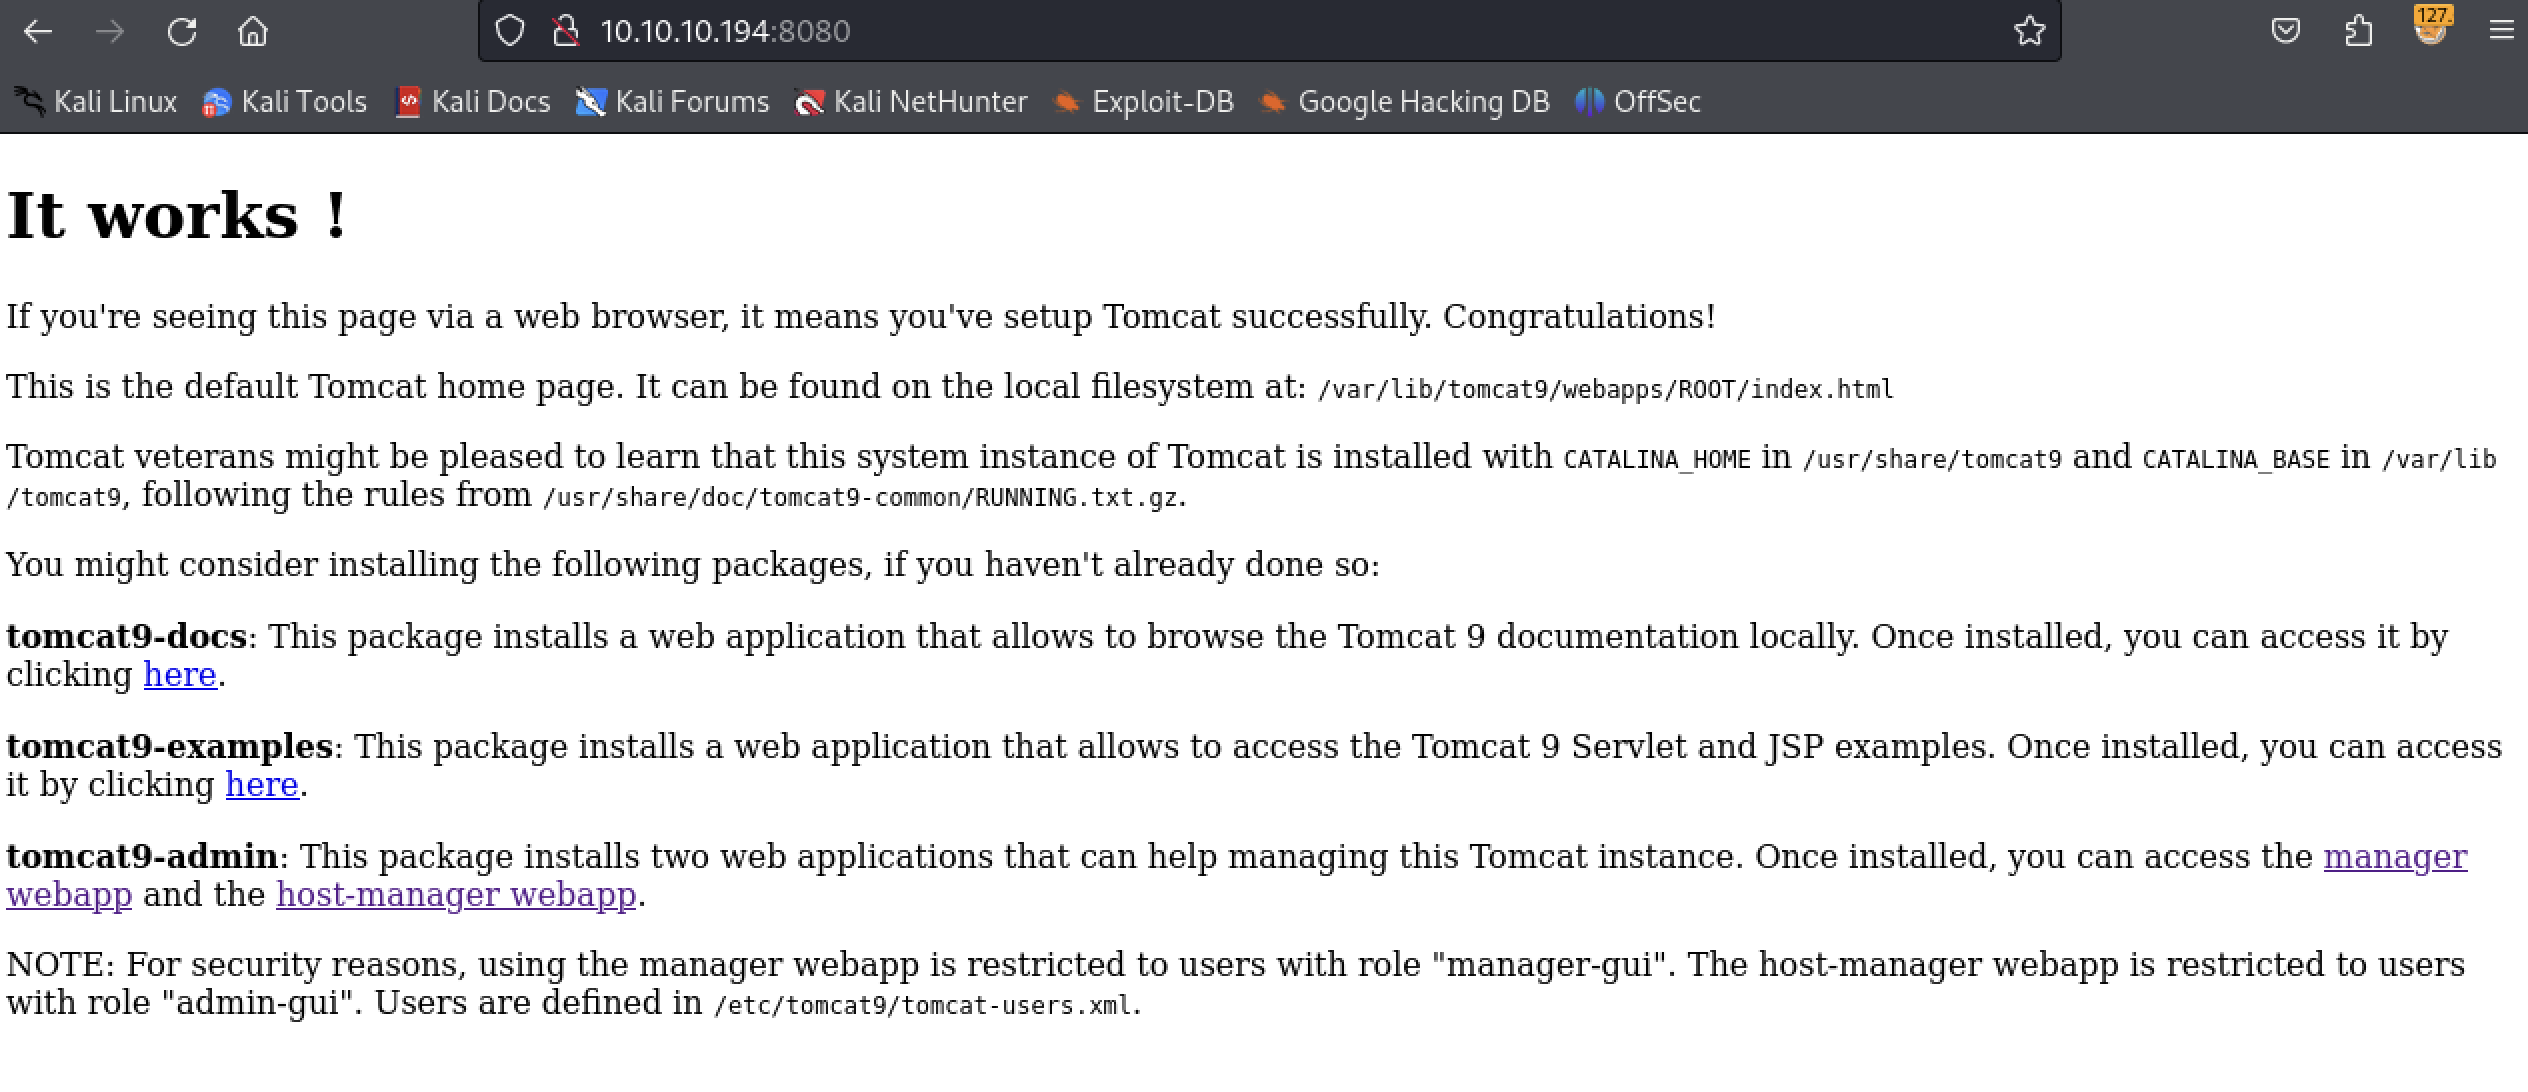 10.10.10.194:8080
127.
Kali Linux Kali Tools Kali Docs Kali Forums Kali NetHunter Exploit-DB Google Hacking DB OffSec
It works !
If you're seeing this page via a web browser, it means you've setup Tomcat successfully. Congratulations!
This is the default Tomcat home page. It can be found on the local filesystem at: /var/lib/tomcat9/webapps/ROOT/index.html
Tomcat veterans might be pleased to learn that this system instance of Tomcat is installed with CATALINA_HOME in /usr/share/tomcat9 and CATALINA_BASE in /var/lib
/tomcat9, following the rules from /usr/share/doc/tomcat9-common/RUNNING.txt.gz.
You might consider installing the following packages, if you haven't already done so:
tomcat9-docs: This package installs a web application that allows to browse the Tomcat 9 documentation locally. Once installed, you can access it by
clicking here.
tomcat9-examples: This package installs a web application that allows to access the Tomcat 9 Servlet and JSP examples. Once installed, you can access
it by clicking here.
tomcat9-admin: This package installs two web applications that can help managing this Tomcat instance. Once installed, you can access the manager
webapp and the host-manager webapp.
NOTE: For security reasons, using the manager webapp is restricted to users with role "manager-gui". The host-manager webapp is restricted to users
with role "admin-gui". Users are defined in /etc/tomcat9/tomcat-users.xml.